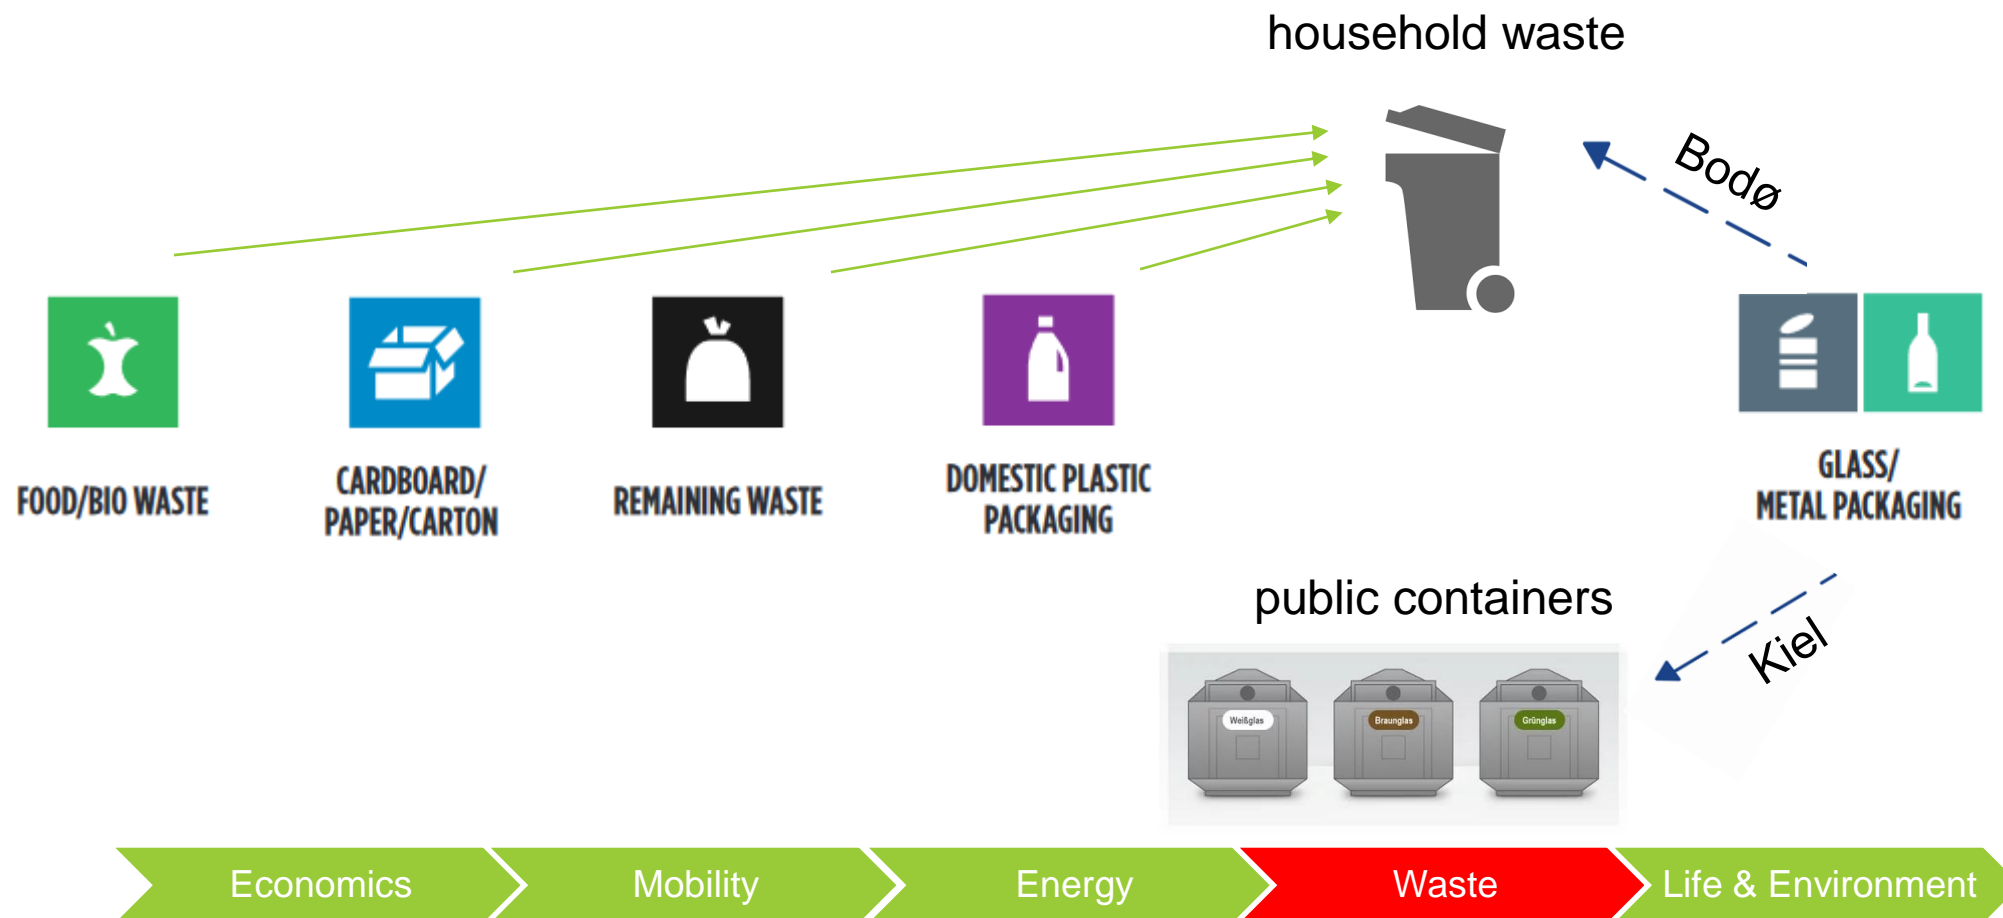 household waste
Bodø
FOOD/BIO WASTE
CARDBOARD/
PAPER/CARTON
REMAINING WASTE
DOMESTIC PLASTIC
PACKAGING
GLASS/
METAL PACKAGING
public containers
Kiel
Weißglas
Braunglas
Grünglas
Economics
Mobility
Energy
Waste
Life & Environment